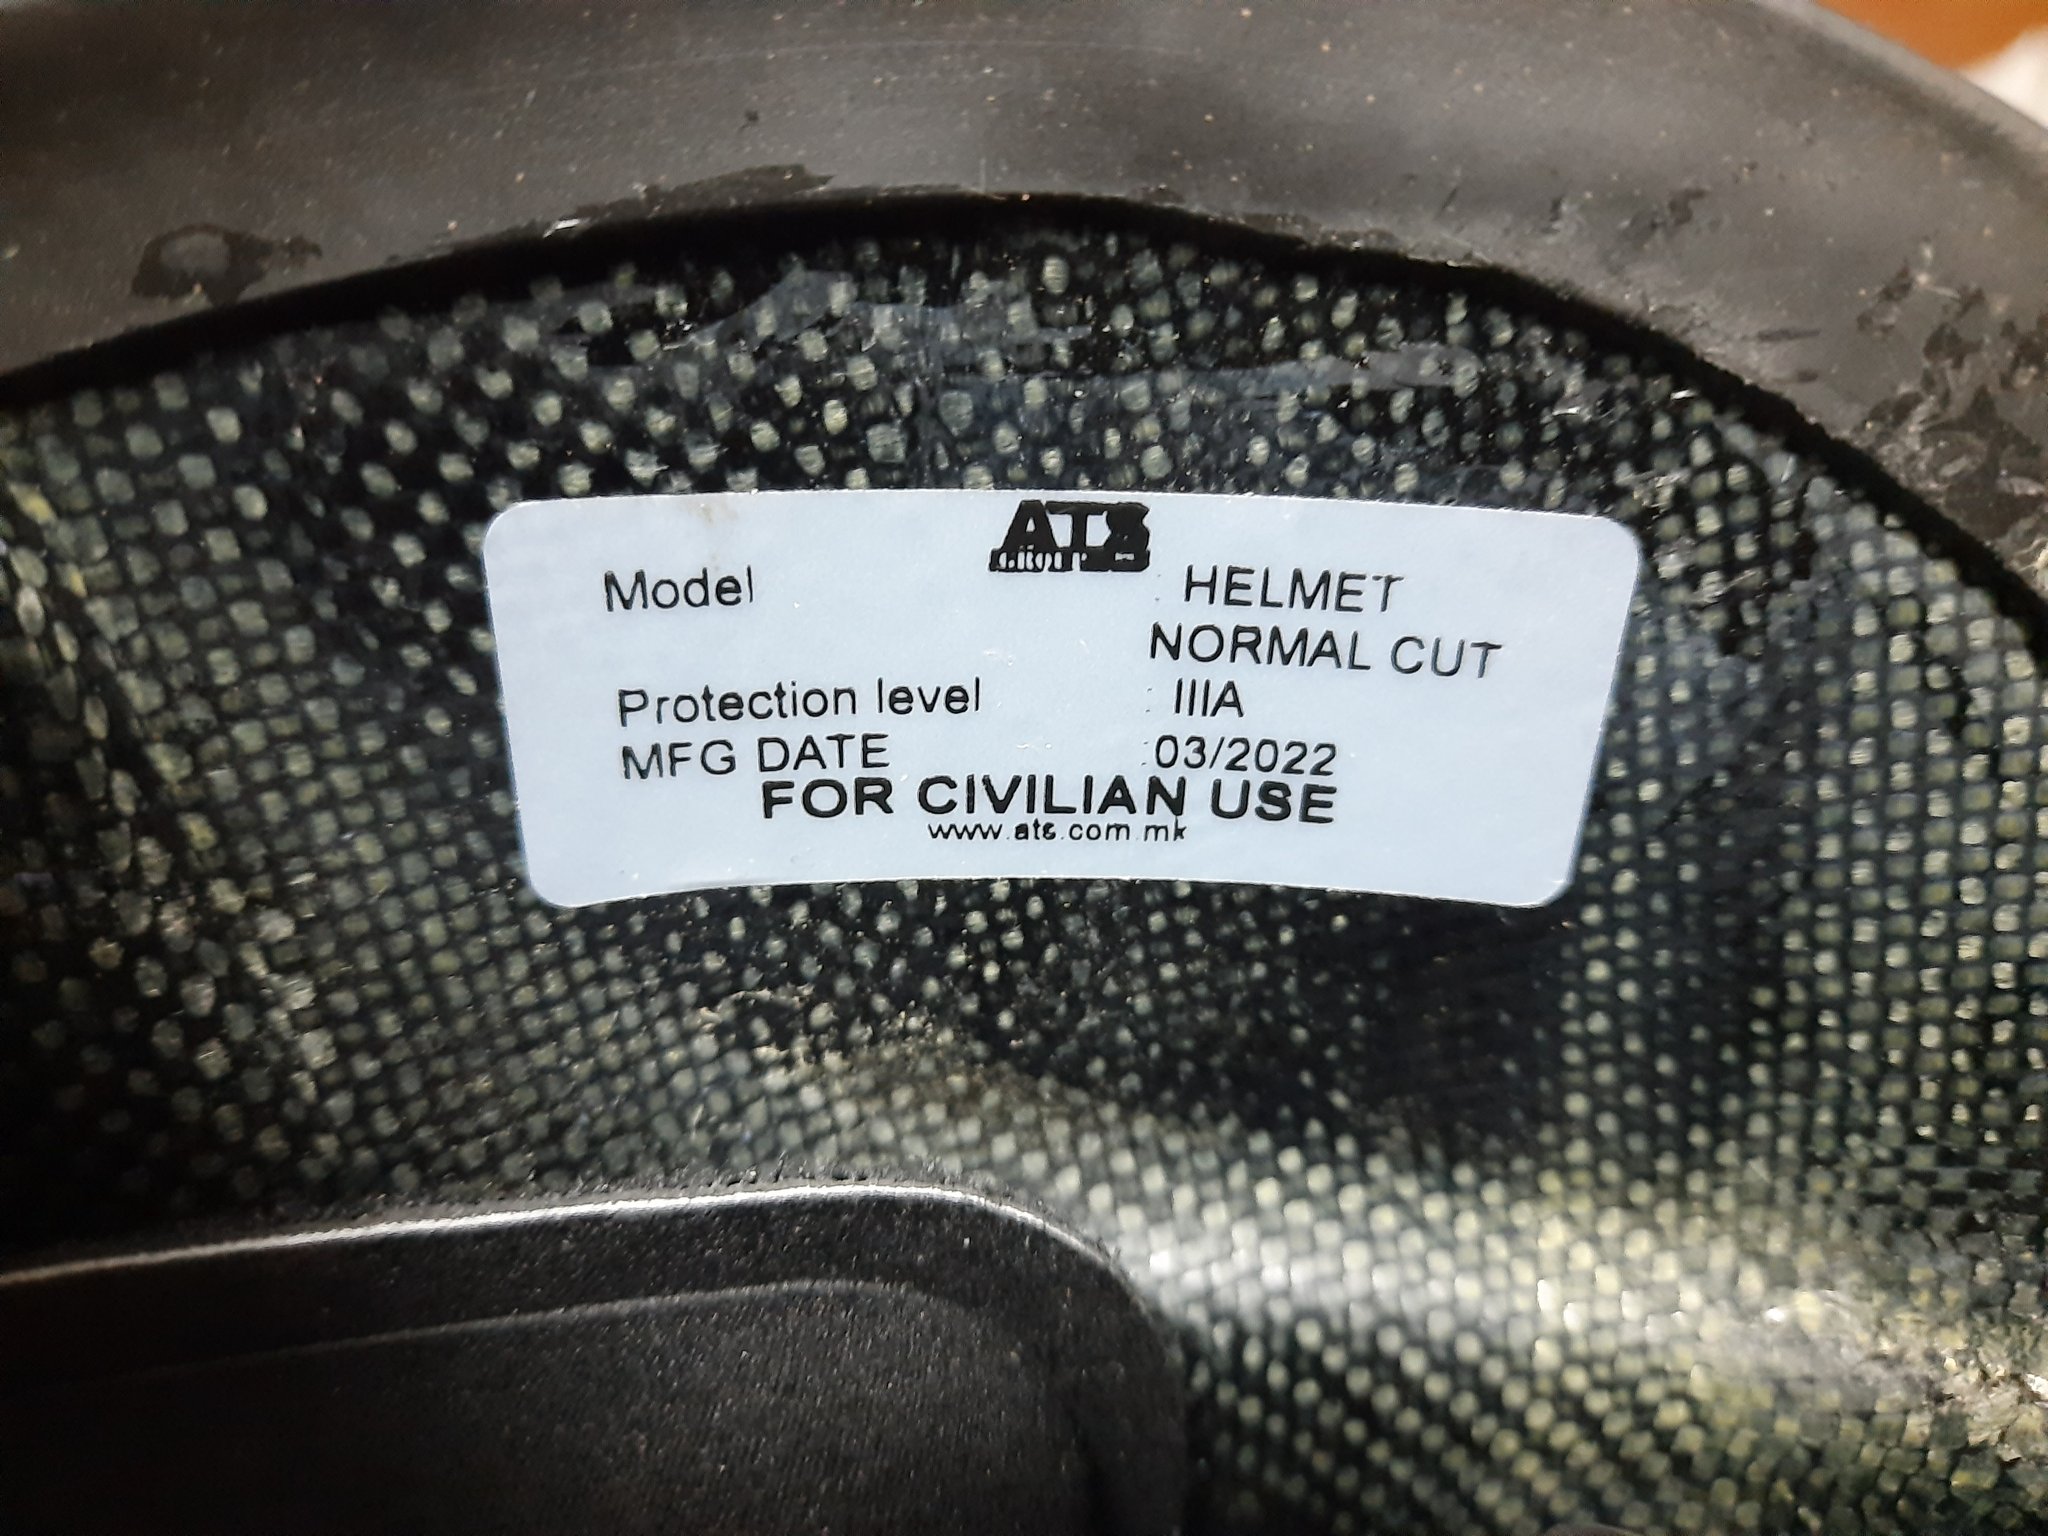 ATS
GROUP
Model : HELMET
NORMAL CUT
Protection level : IIIA
MFG DATE :03/2022
FOR CIVILIAN USE
www.ats.com.mk